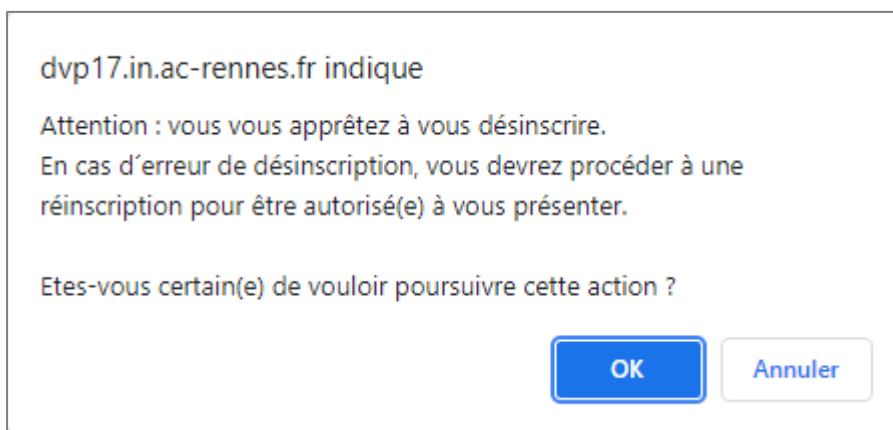 dvp17.in.ac-rennes.fr indique
Attention : vous vous apprêtez à vous désinscrire.
En cas d´erreur de désinscription, vous devrez procéder à une
réinscription pour être autorisé(e) à vous présenter.
Etes-vous certain(e) de vouloir poursuivre cette action ?
OK
Annuler